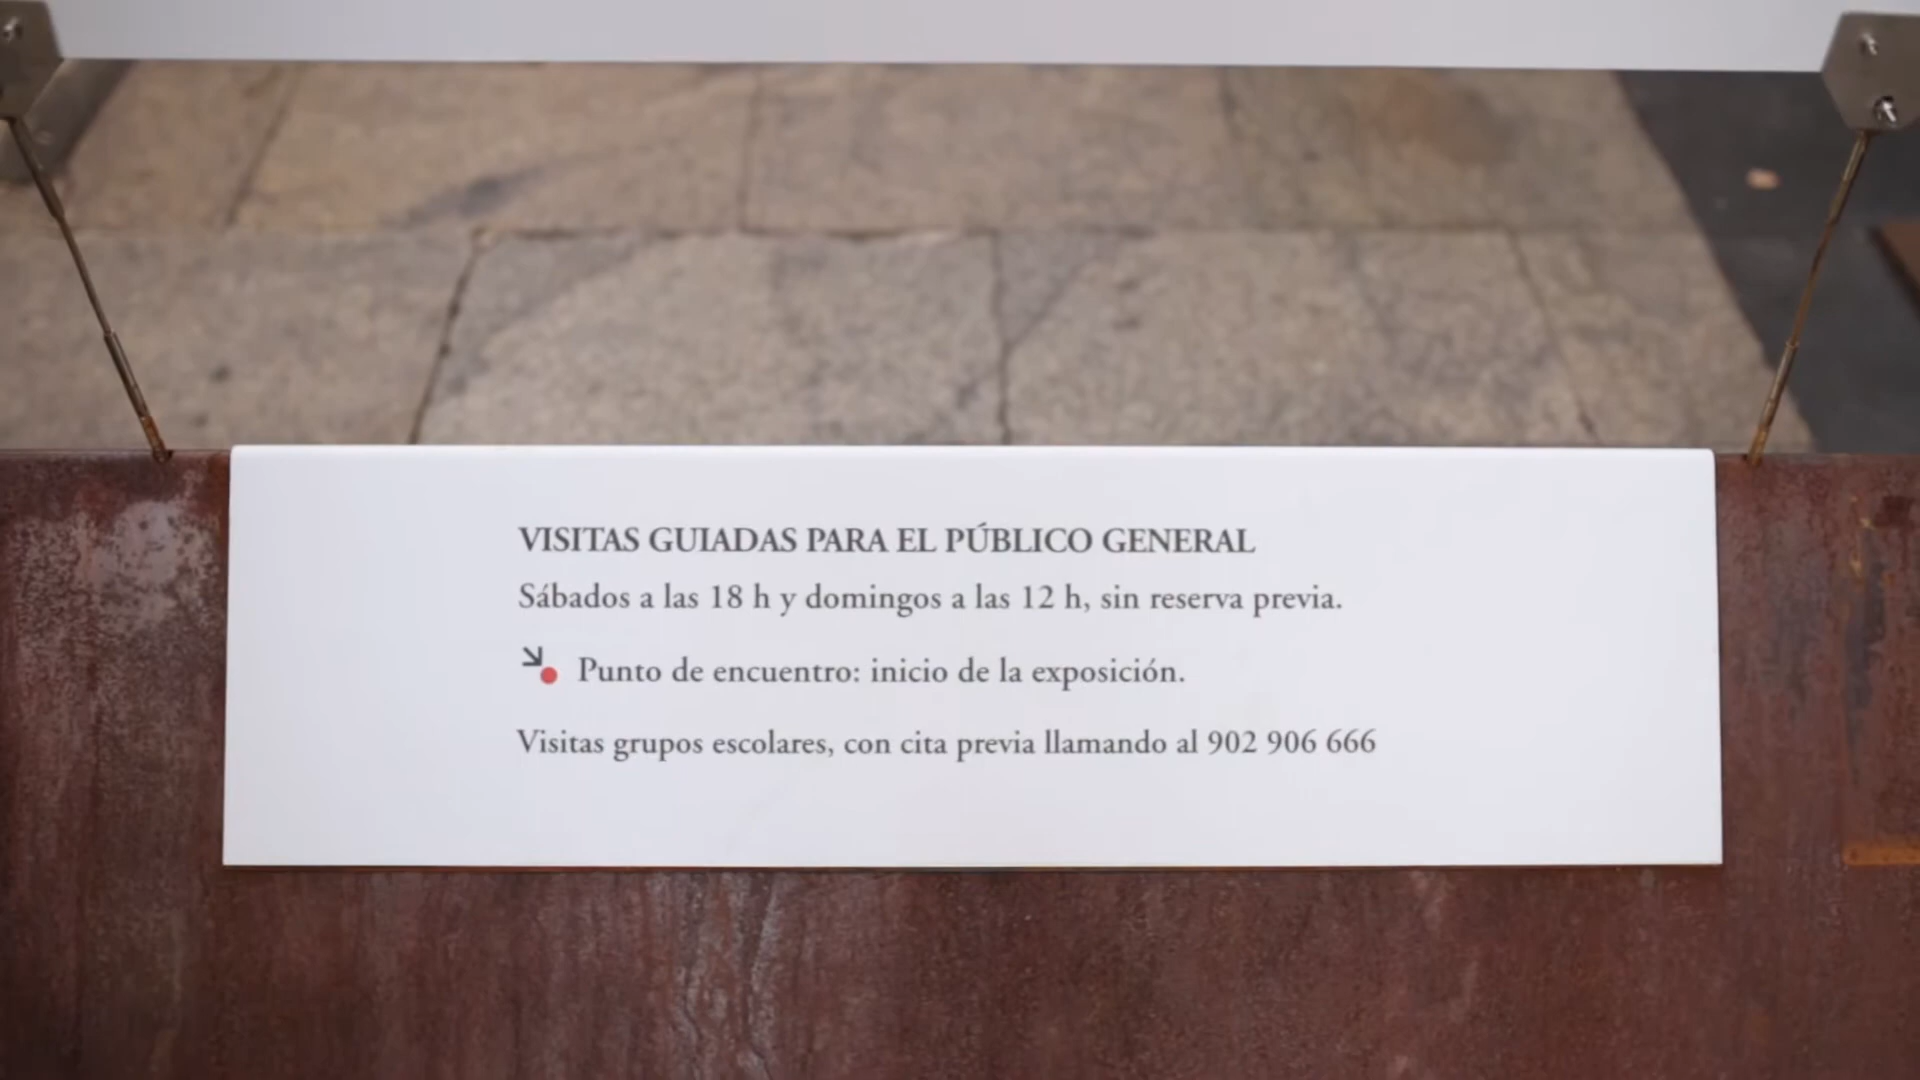 VISITAS GUIADAS PARA EL PÚBLICO GENERAL
Sábados a las 18 h y domingos a las 12 h, sin reserva previa.
Punto de encuentro: inicio de la exposición.
Visitas grupos escolares, con cita previa llamando al 902 906 666